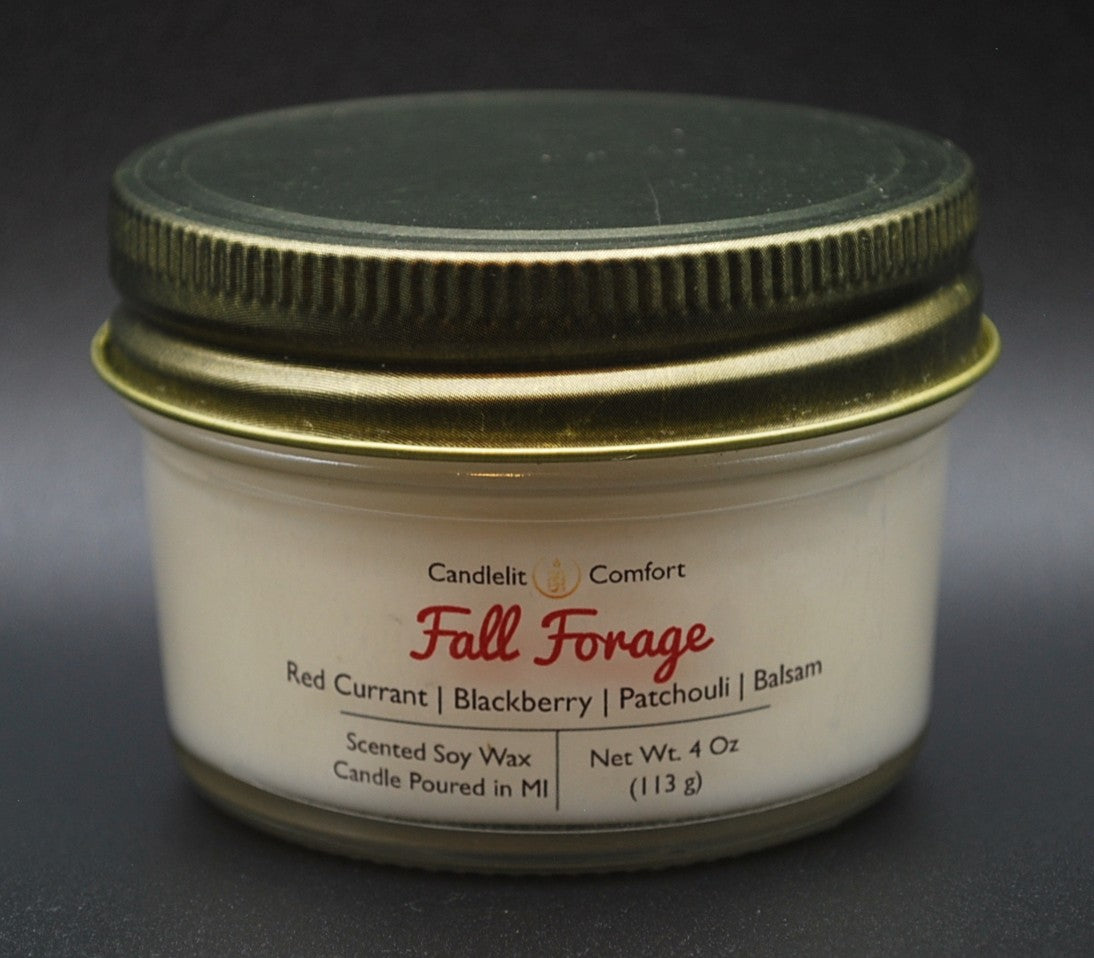 Candlelit Comfort
Fall Forage
Red Currant | Blackberry | Patchouli | Balsam
Scented Soy Wax
Candle Poured in MI
Net Wt. 4 Oz
(113 g)